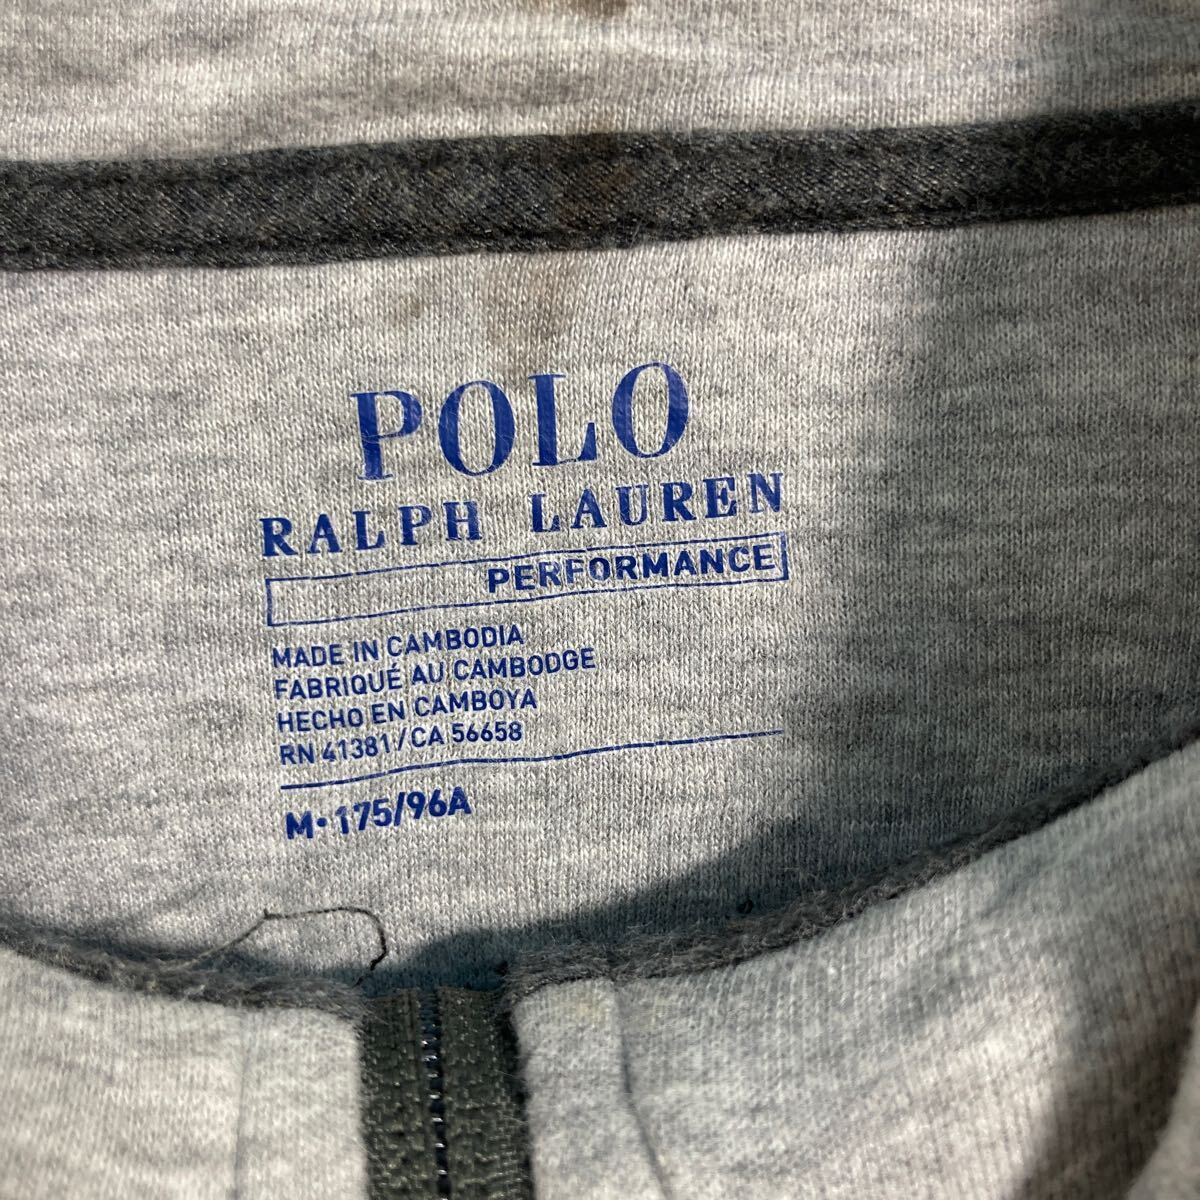 POLO
RALPH LAUREN
PERFORMANCE
MADE IN CAMBODIA
FABRIQUÉ AU CAMBODGE
HECHO EN CAMBOYA
RN 41381/CA 56658
M·175/96A